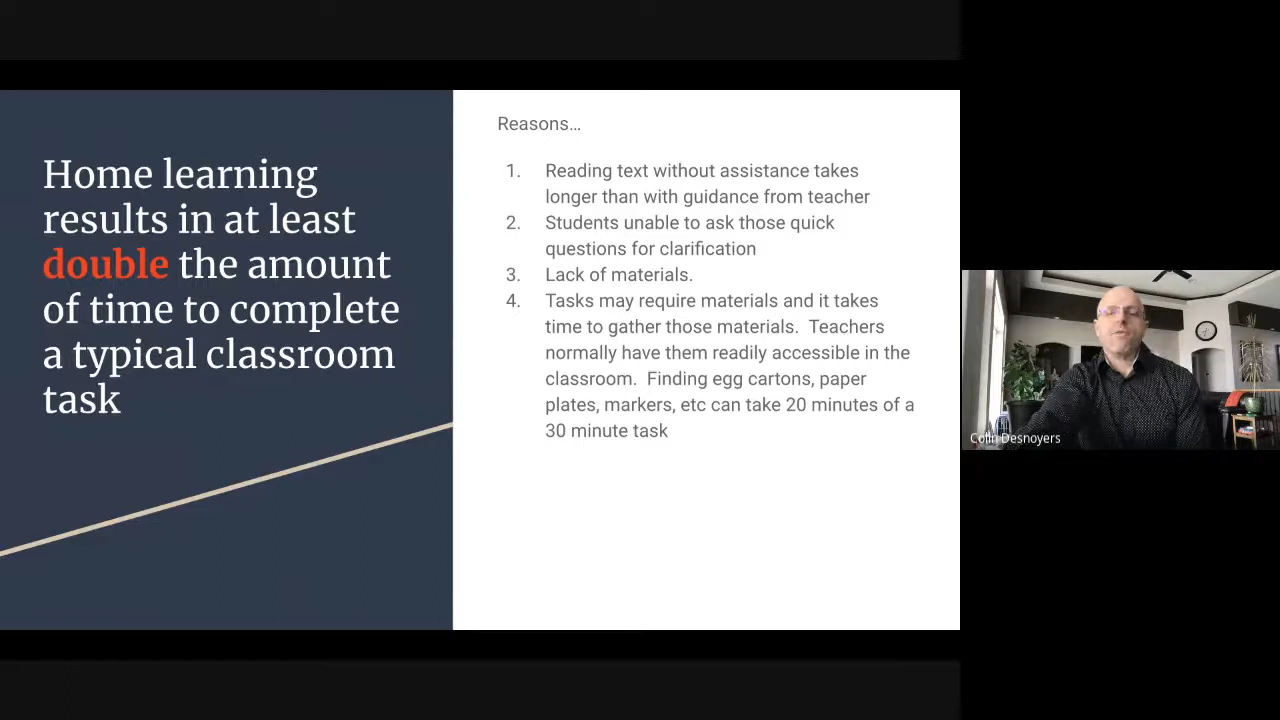 Home learning
results in at least
double the amount
of time to complete
a typical classroom
task
Reasons…
1. Reading text without assistance takes
longer than with guidance from teacher
2. Students unable to ask those quick
questions for clarification
3. Lack of materials.
4. Tasks may require materials and it takes
time to gather those materials.  Teachers
normally have them readily accessible in the
classroom.  Finding egg cartons, paper
plates, markers, etc can take 20 minutes of a
30 minute task
Colin Desnoyers